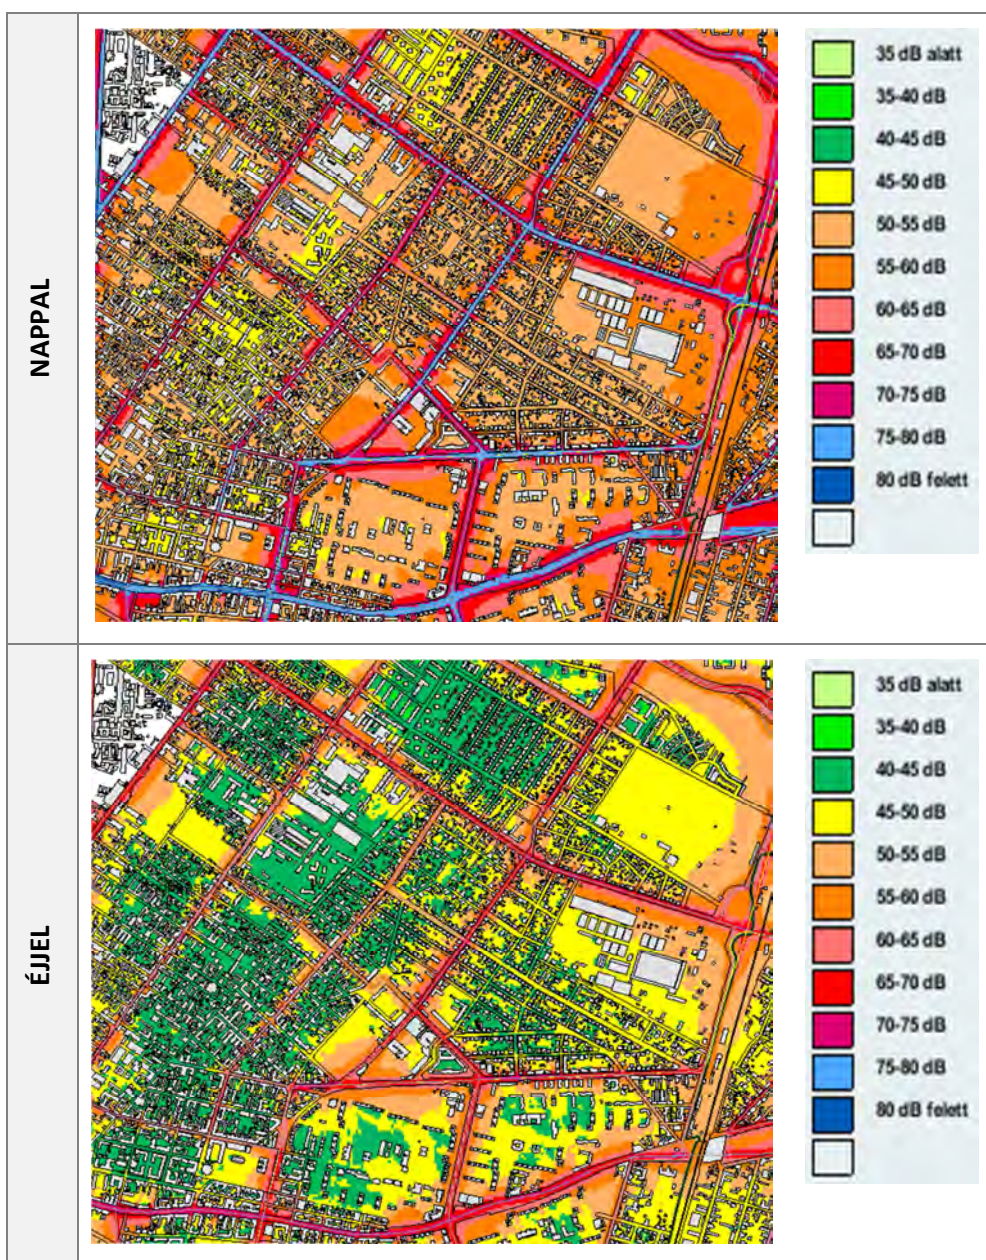 NAPPAL
35 dB alatt
35-40 dB
40-45 dB
45-50 dB
50-55 dB
55-60 dB
60-65 dB
65-70 dB
70-75 dB
75-80 dB
80 dB felett
ÉJJEL
35 dB alatt
35-40 dB
40-45 dB
45-50 dB
50-55 dB
55-60 dB
60-65 dB
65-70 dB
70-75 dB
75-80 dB
80 dB felett